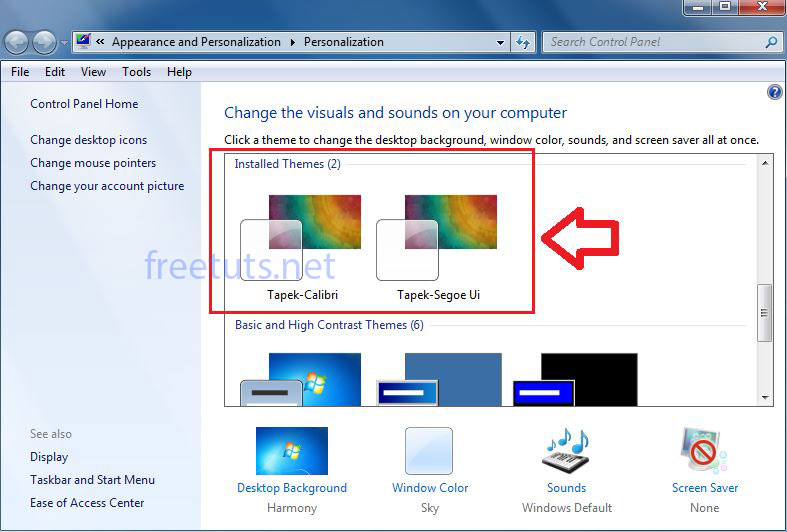 Appearance and Personalization
Personalization
Search Control Panel
File Edit View Tools Help
Control Panel Home
Change desktop icons
Change mouse pointers
Change your account picture
Change the visuals and sounds on your computer
Click a theme to change the desktop background, window color, sounds, and screen saver all at once.
Installed Themes (2)
Tapek-Calibri
Tapek-Segoe Ui
freetuts.net
Basic and High Contrast Themes (6)
See also
Display
Taskbar and Start Menu
Ease of Access Center
Desktop Background
Harmony
Window Color
Sky
Sounds
Windows Default
Screen Saver
None